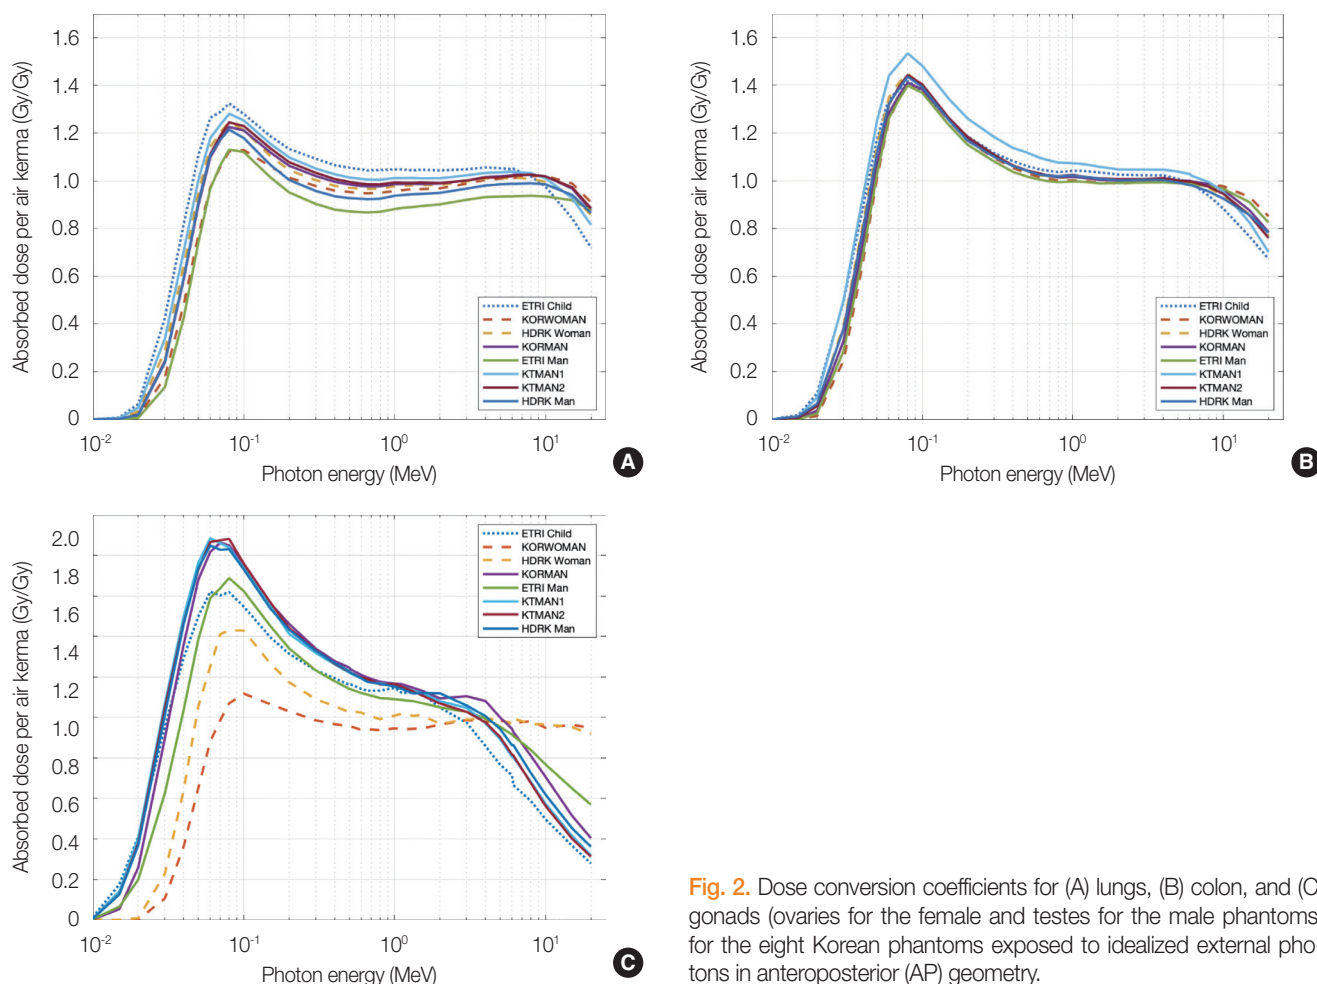 1.6
1.4
1.2
1.0
0.8
0.6
0.4
0.2
0
Absorbed dose per air kerma (Gy/Gy)
10-2
10-1
100
101
Photon energy (MeV)
ETRI Child
KORWOMAN
HDRK Woman
KORMAN
ETRI Man
KTMAN1
KTMAN2
HDRK Man
A
1.6
1.4
1.2
1.0
0.8
0.6
0.4
0.2
0
Absorbed dose per air kerma (Gy/Gy)
10-2
10-1
100
101
Photon energy (MeV)
ETRI Child
KORWOMAN
HDRK Woman
KORMAN
ETRI Man
KTMAN1
KTMAN2
HDRK Man
B
2.0
1.8
1.6
1.4
1.2
1.0
0.8
0.6
0.4
0.2
0
Absorbed dose per air kerma (Gy/Gy)
10-2
10-1
100
101
Photon energy (MeV)
ETRI Child
KORWOMAN
HDRK Woman
KORMAN
ETRI Man
KTMAN1
KTMAN2
HDRK Man
C
Fig. 2. Dose conversion coefficients for (A) lungs, (B) colon, and (C
gonads (ovaries for the female and testes for the male phantoms
for the eight Korean phantoms exposed to idealized external pho-
tons in anteroposterior (AP) geometry.